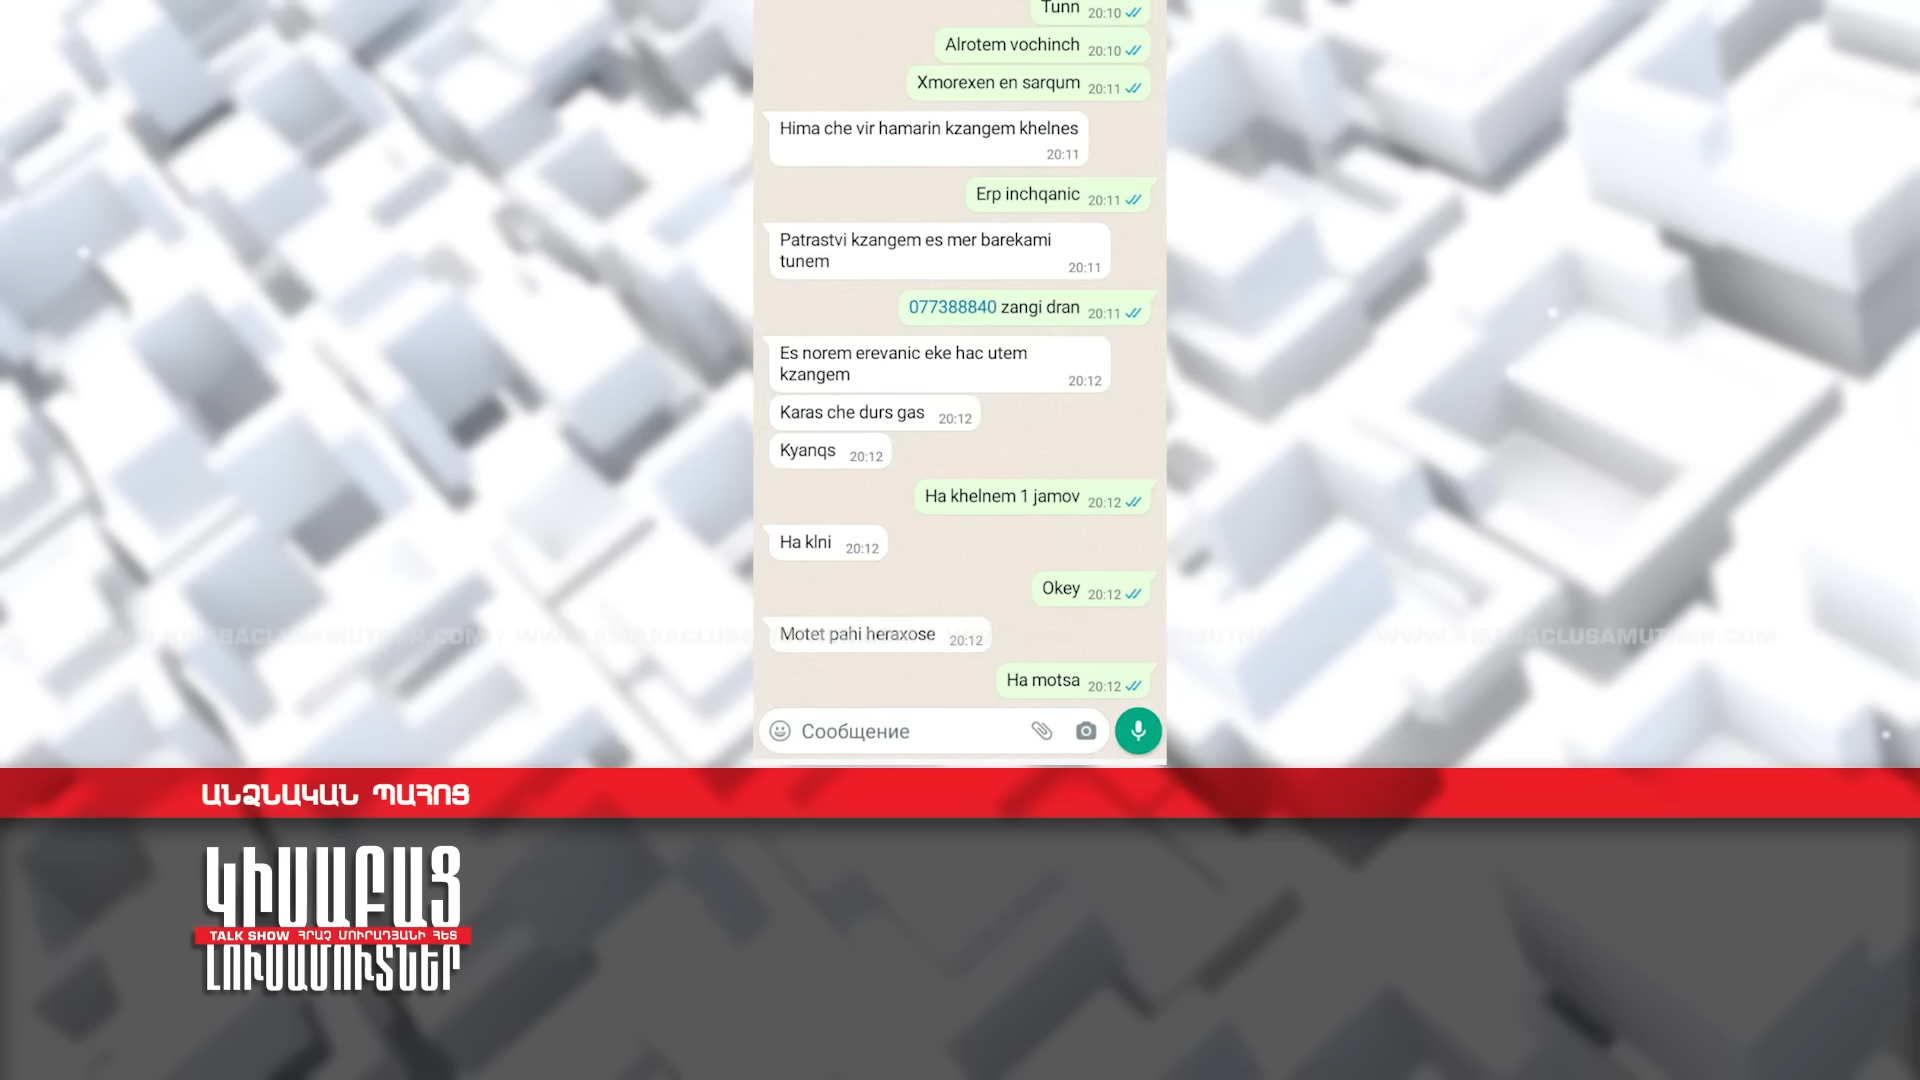 Tunn 20:10
Alrotem vochinch 20:10
Xmorexen en sarqum 20:11
Hima che vir hamarin kzangem khelnes
20:11
Erp inchqanic 20:11
Patrastvi kzangem es mer barekami
tunem 20:11
077388840 zangi dran 20:11
Es norem erevanic eke hac utem
kzangem 20:12
Karas che durs gas 20:12
Kyanqs 20:12
Ha khelnem 1 jamov 20:12
Ha klni 20:12
Okey 20:12
Motet pahi heraxose 20:12
WWW.KISABACLUSAMUTNER.COM
Ha motsa 20:12
Сообщение
ԱՆՁՆԱԿԱՆ ՊԱՀՈՑ
ԿԻՍԱԲԱՑ
TALK SHOW ՀՐԱՉ ՄՈՒՐԱԴՅԱՆԻ ՀԵՏ
ԼՈՒՍԱՄՈՒՏՆԵՐ